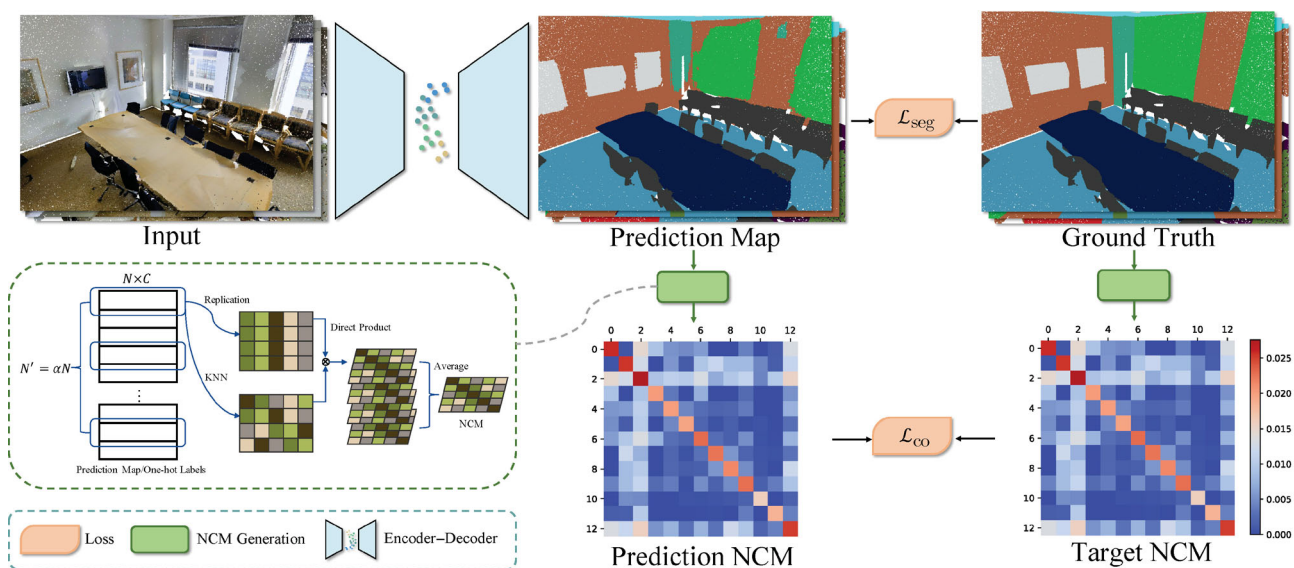 Input
Prediction Map
Ground Truth
ℒseg
N×C
N′ = αN
Replication
KNN
Direct Product
⊗
Average
NCM
⋮
Prediction Map/One-hot Labels
0 2 4 6 8 10 12
0
2
4
6
8
10
12
Prediction NCM
ℒco
0 2 4 6 8 10 12
0
2
4
6
8
10
12
Target NCM
0.025
0.020
0.015
0.010
0.005
0.000
Loss
NCM Generation
Encoder–Decoder